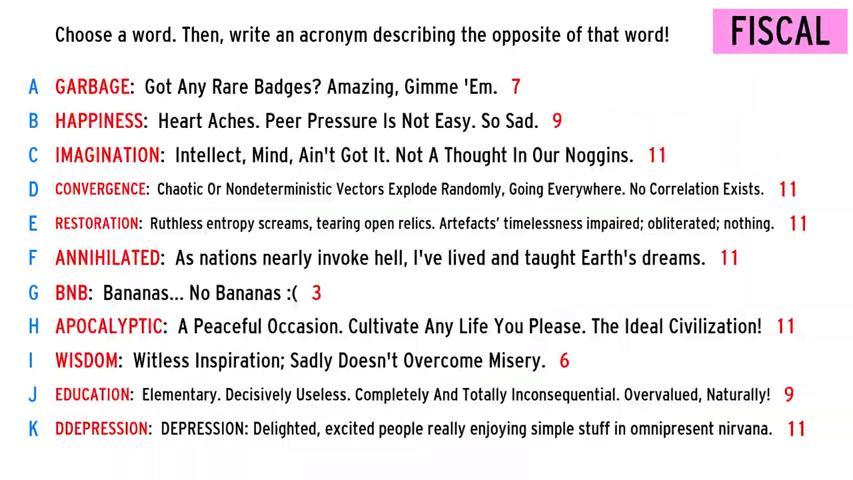 Choose a word. Then, write an acronym describing the opposite of that word!
FISCAL
A GARBAGE: Got Any Rare Badges? Amazing, Gimme 'Em. 7
B HAPPINESS: Heart Aches. Peer Pressure Is Not Easy. So Sad. 9
C IMAGINATION: Intellect, Mind, Ain't Got It. Not A Thought In Our Noggins. 11
D CONVERGENCE: Chaotic Or Nondeterministic Vectors Explode Randomly, Going Everywhere. No Correlation Exists. 11
E RESTORATION: Ruthless entropy screams, tearing open relics. Artefacts’ timelessness impaired; obliterated; nothing. 11
F ANNIHILATED: As nations nearly invoke hell, I've lived and taught Earth's dreams. 11
G BNB: Bananas... No Bananas :( 3
H APOCALYPTIC: A Peaceful Occasion. Cultivate Any Life You Please. The Ideal Civilization! 11
I WISDOM: Witless Inspiration; Sadly Doesn't Overcome Misery. 6
J EDUCATION: Elementary. Decisively Useless. Completely And Totally Inconsequential. Overvalued, Naturally! 9
K DDEPRESSION: DEPRESSION: Delighted, excited people really enjoying simple stuff in omnipresent nirvana. 11